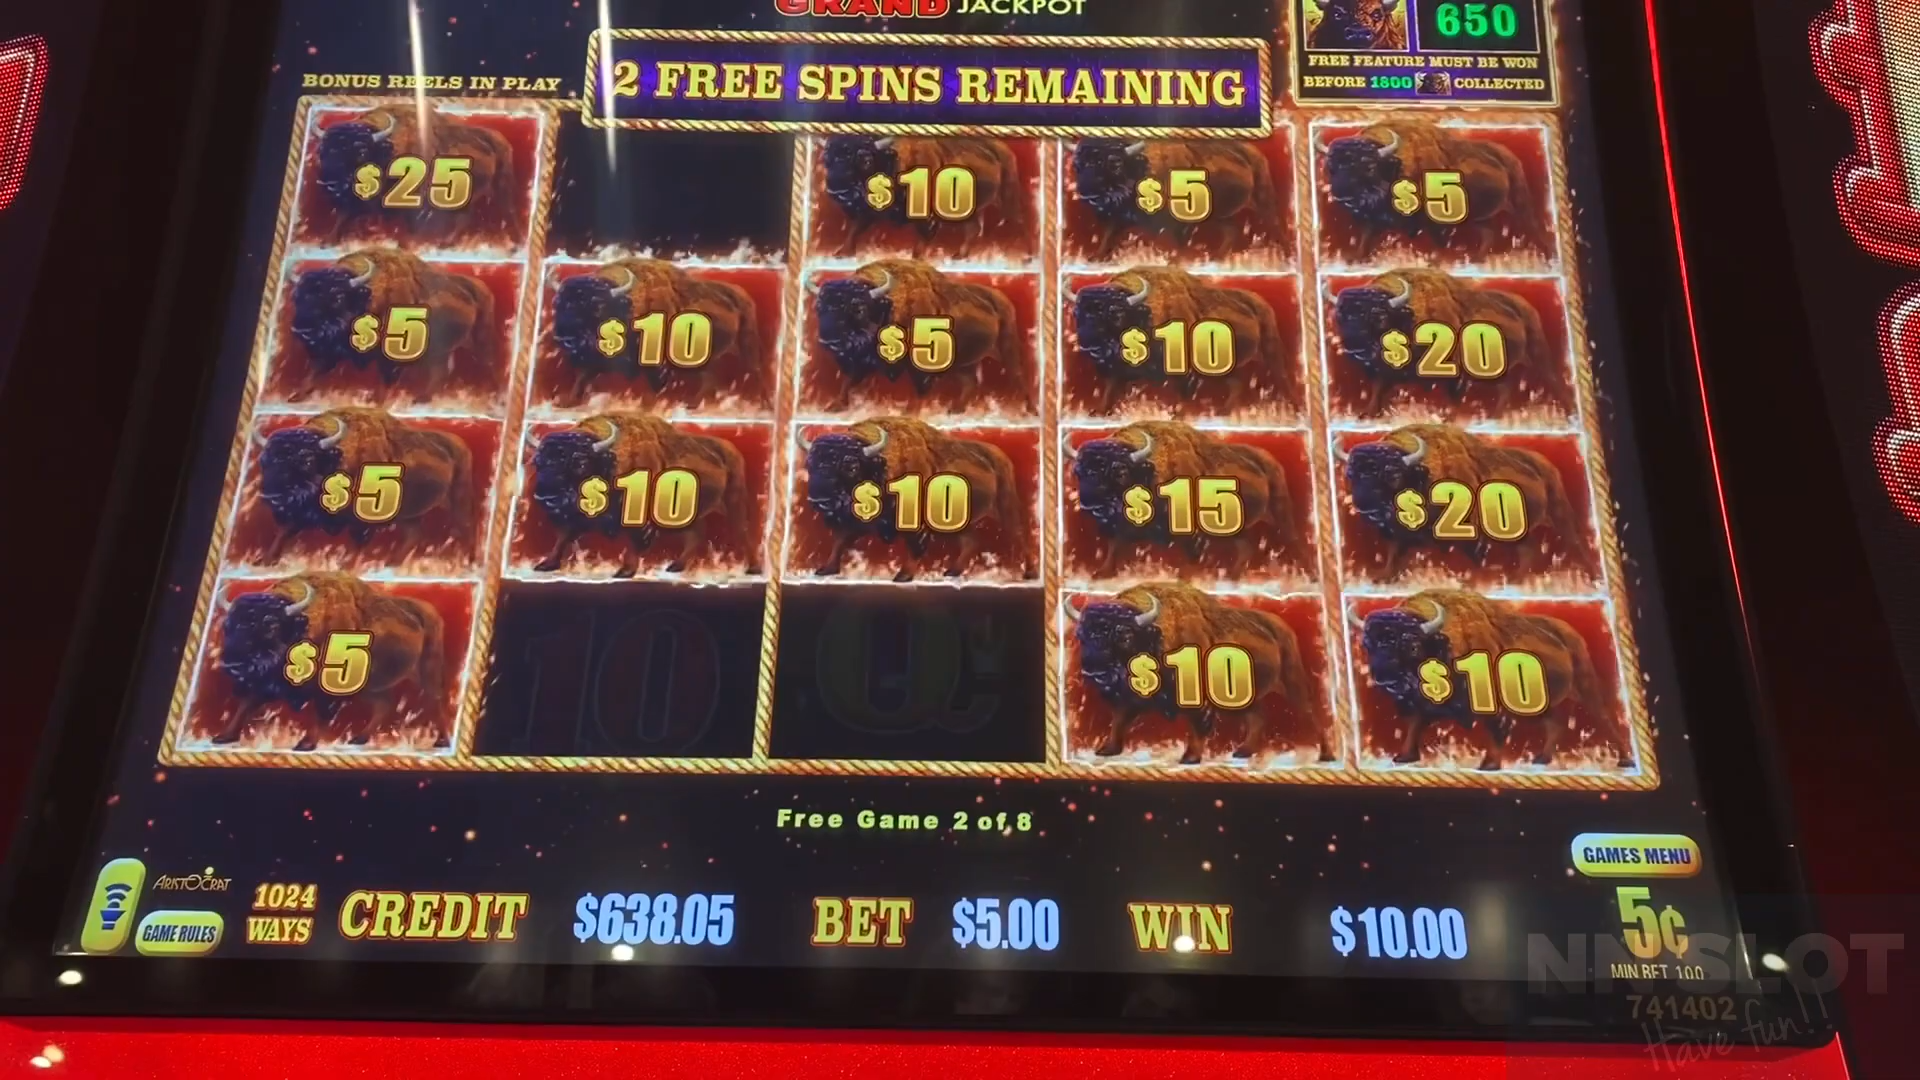 GRAND JACKPOT
650
FREE FEATURE MUST BE WON
BEFORE 1800 COLLECTED
BONUS REELS IN PLAY
2 FREE SPINS REMAINING
$25 $10 $5 $5
$5 $10 $5 $10 $20
$5 $10 $10 $15 $20
$5 10 $10 $10
Free Game 2 of 8
GAMES MENU
ARISTOCRAT
GAME RULES
1024
WAYS
CREDIT $638.05 BET $5.00 WIN $10.00
5¢
MIN BET 100
NNSLOT
741402
Have fun!!